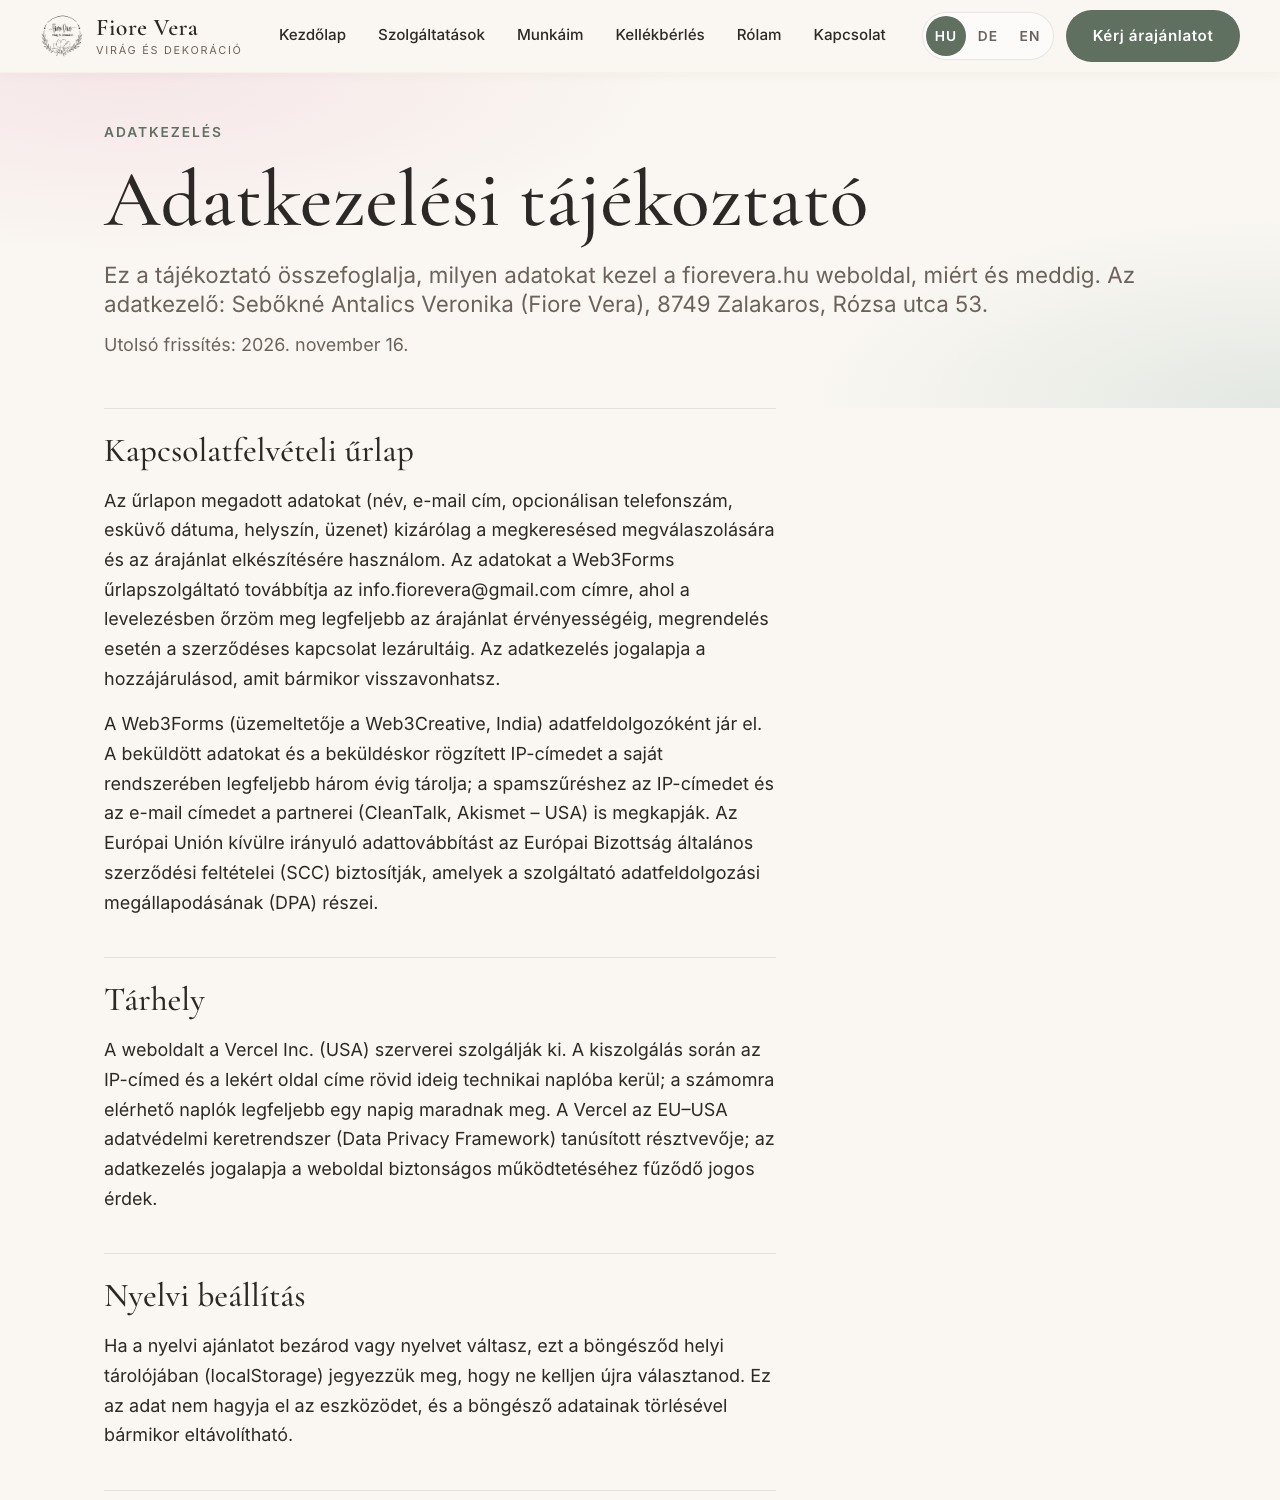 Fiore Vera
VIRÁG ÉS DEKORÁCIÓ
Kezdőlap
Szolgáltatások
Munkáim
Kellékbérlés
Rólam
Kapcsolat
HU
DE
EN
Kérj árajánlatot
ADATKEZELÉS
Adatkezelési tájékoztató
Ez a tájékoztató összefoglalja, milyen adatokat kezel a fiorevera.hu weboldal, miért és meddig. Az
adatkezelő: Sebőkné Antalics Veronika (Fiore Vera), 8749 Zalakaros, Rózsa utca 53.
Utolsó frissítés: 2026. november 16.
Kapcsolatfelvételi űrlap
Az űrlapon megadott adatokat (név, e-mail cím, opcionálisan telefonszám,
esküvő dátuma, helyszín, üzenet) kizárólag a megkeresésed megválaszolására
és az árajánlat elkészítésére használom. Az adatokat a Web3Forms
űrlapszolgáltató továbbítja az info.fiorevera@gmail.com címre, ahol a
levelezésben őrzöm meg legfeljebb az árajánlat érvényességéig, megrendelés
esetén a szerződéses kapcsolat lezárultáig. Az adatkezelés jogalapja a
hozzájárulásod, amit bármikor visszavonhatsz.
A Web3Forms (üzemeltetője a Web3Creative, India) adatfeldolgozóként jár el.
A beküldött adatokat és a beküldéskor rögzített IP-címedet a saját
rendszerében legfeljebb három évig tárolja; a spamszűréshez az IP-címedet és
az e-mail címedet a partnerei (CleanTalk, Akismet – USA) is megkapják. Az
Európai Unión kívülre irányuló adattovábbítást az Európai Bizottság általános
szerződési feltételei (SCC) biztosítják, amelyek a szolgáltató adatfeldolgozási
megállapodásának (DPA) részei.
Tárhely
A weboldalt a Vercel Inc. (USA) szerverei szolgálják ki. A kiszolgálás során az
IP-címed és a lekért oldal címe rövid ideig technikai naplóba kerül; a számomra
elérhető naplók legfeljebb egy napig maradnak meg. A Vercel az EU–USA
adatvédelmi keretrendszer (Data Privacy Framework) tanúsított résztvevője; az
adatkezelés jogalapja a weboldal biztonságos működtetéséhez fűződő jogos
érdek.
Nyelvi beállítás
Ha a nyelvi ajánlatot bezárod vagy nyelvet váltasz, ezt a böngésződ helyi
tárolójában (localStorage) jegyezzük meg, hogy ne kelljen újra választanod. Ez
az adat nem hagyja el az eszközödet, és a böngésző adatainak törlésével
bármikor eltávolítható.